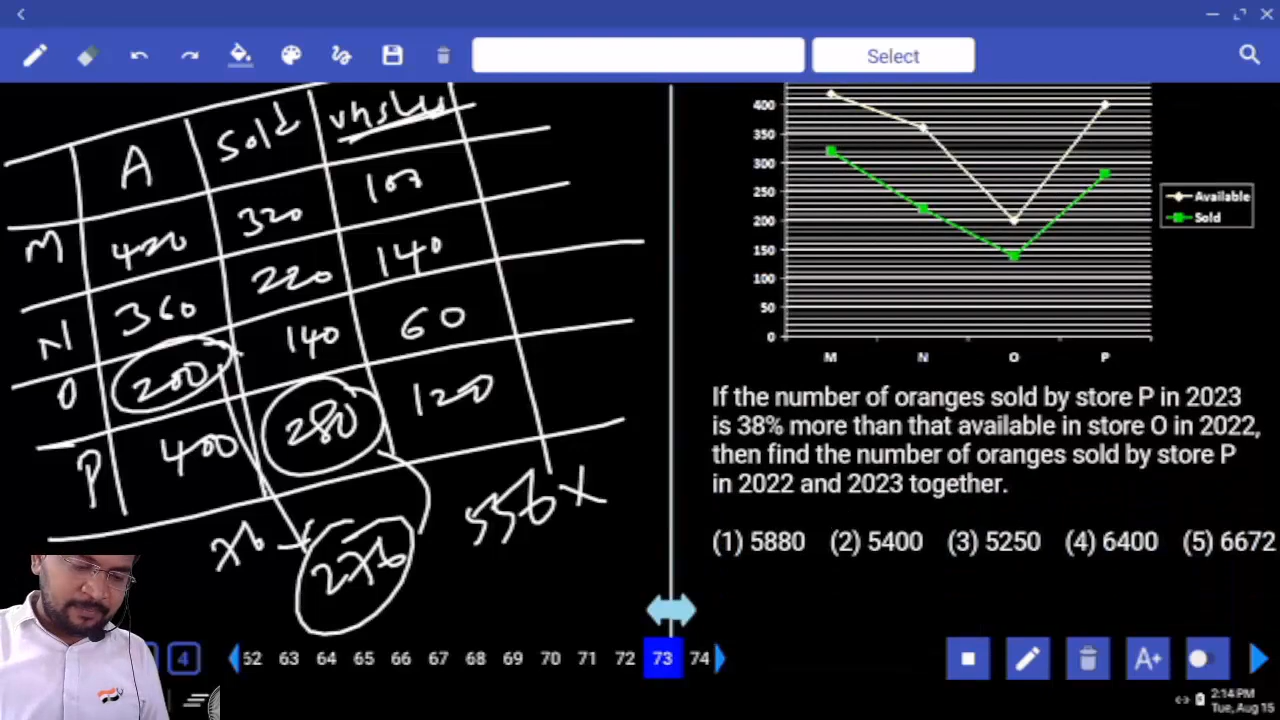 Select
A Sold
M 420 320 100
N 360 220 140
O 200 140 60
P 400 280 120
276
556 x
400
350
300
250
200
150
100
50
0
M N O P
Available
Sold
If the number of oranges sold by store P in 2023
is 38% more than that available in store O in 2022,
then find the number of oranges sold by store P
in 2022 and 2023 together.
(1) 5880 (2) 5400 (3) 5250 (4) 6400 (5) 6672
4 52 63 64 65 66 67 68 69 70 71 72 73 74
A+
2:14 PM
Tue, Aug 15